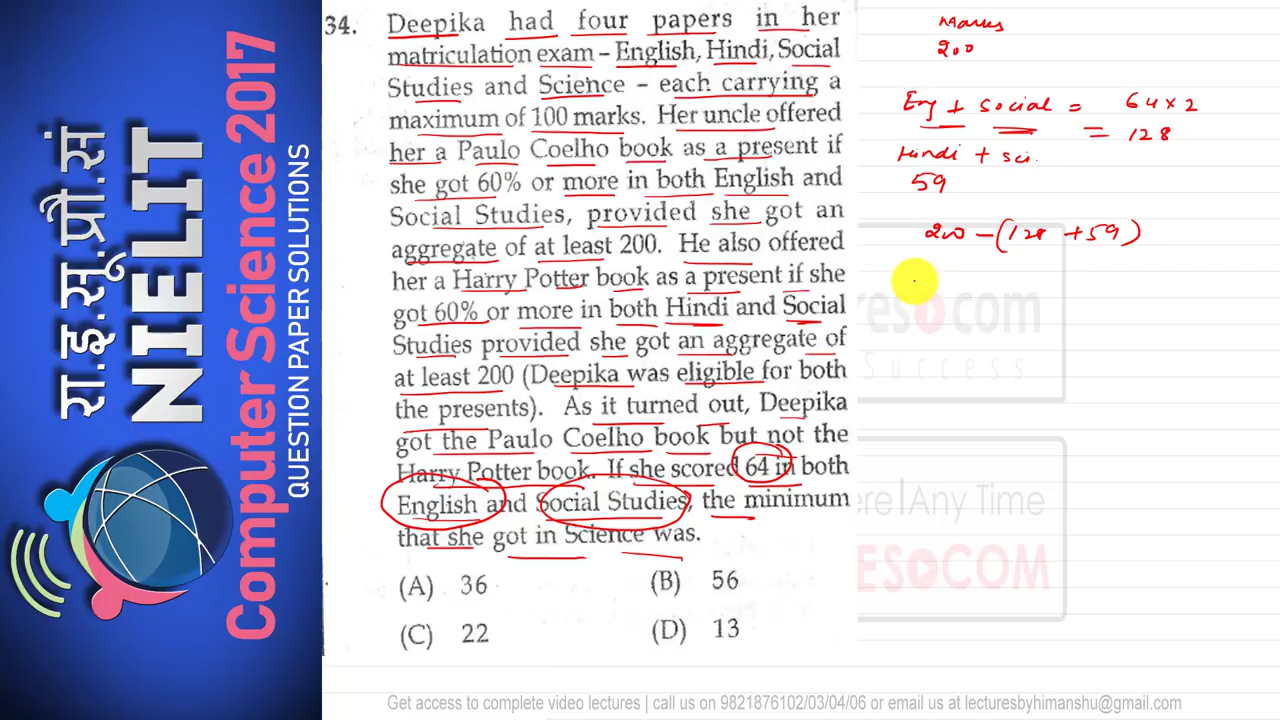 रा.इ.सू.प्रौ.सं
NIELIT
Computer Science 2017
QUESTION PAPER SOLUTIONS
34. Deepika had four papers in her
matriculation exam – English, Hindi, Social
Studies and Science – each carrying a
maximum of 100 marks. Her uncle offered
her a Paulo Coelho book as a present if
she got 60% or more in both English and
Social Studies, provided she got an
aggregate of at least 200. He also offered
her a Harry Potter book as a present if she
got 60% or more in both Hindi and Social
Studies provided she got an aggregate of
at least 200 (Deepika was eligible for both
the presents). As it turned out, Deepika
got the Paulo Coelho book but not the
Harry Potter book. If she scored 64 in both
English and Social Studies, the minimum
that she got in Science was.
(A) 36 (B) 56
(C) 22 (D) 13
Marks
200
Eng + Social = 64 x 2
= 128
Hindi + sci.
59
200 - (128 + 59)
com
Success
ere|Any Time
ES.COM
Get access to complete video lectures | call us on 9821876102/03/04/06 or email us at lecturesbyhimanshu@gmail.com